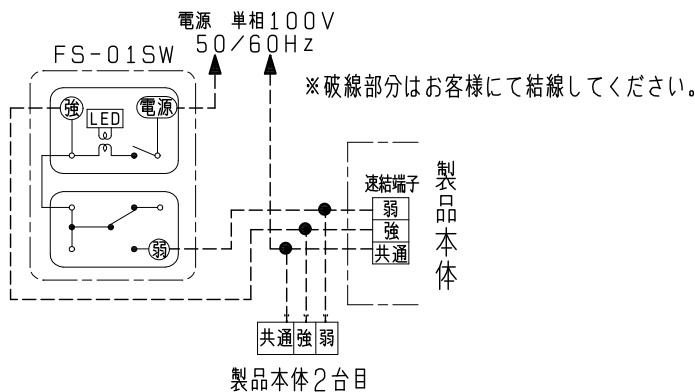 電源 単相100V
50/60Hz
FS-01SW
※破線部分はお客様にて結線してください。
強
LED
電源
弱
速結端子
弱
強
共通
製品本体
共通 強 弱
製品本体2台目